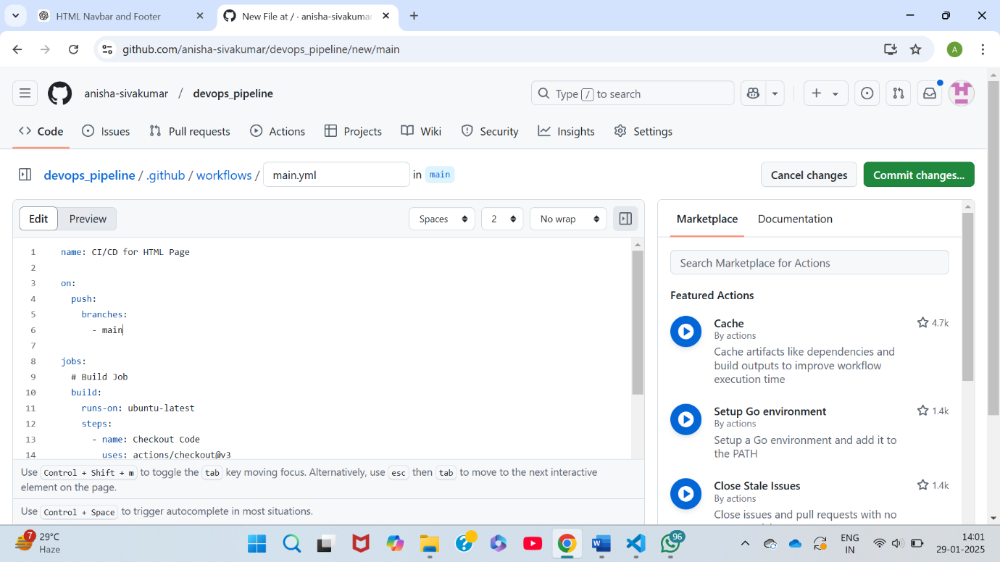 HTML Navbar and Footer
New File at / · anisha-sivakumar
github.com/anisha-sivakumar/devops_pipeline/new/main
A
anisha-sivakumar / devops_pipeline
Type / to search
Code
Issues
Pull requests
Actions
Projects
Wiki
Security
Insights
Settings
devops_pipeline / .github / workflows / main.yml in main
Cancel changes
Commit changes...
Edit
Preview
Spaces
2
No wrap
1 name: CI/CD for HTML Page
2
3 on:
4 push:
5 branches:
6 - main
7
8 jobs:
9 # Build Job
10 build:
11 runs-on: ubuntu-latest
12 steps:
13 - name: Checkout Code
14 uses: actions/checkout@v3
Use Control + Shift + m to toggle the tab key moving focus. Alternatively, use esc then tab to move to the next interactive
element on the page.
Use Control + Space to trigger autocomplete in most situations.
Marketplace
Documentation
Search Marketplace for Actions
Featured Actions
Cache
4.7k
By actions
Cache artifacts like dependencies and
build outputs to improve workflow
execution time
Setup Go environment
1.4k
By actions
Setup a Go environment and add it to
the PATH
Close Stale Issues
1.4k
By actions
Close issues and pull requests with no
7
29°C
Haze
96
ENG
IN
14:01
29-01-2025